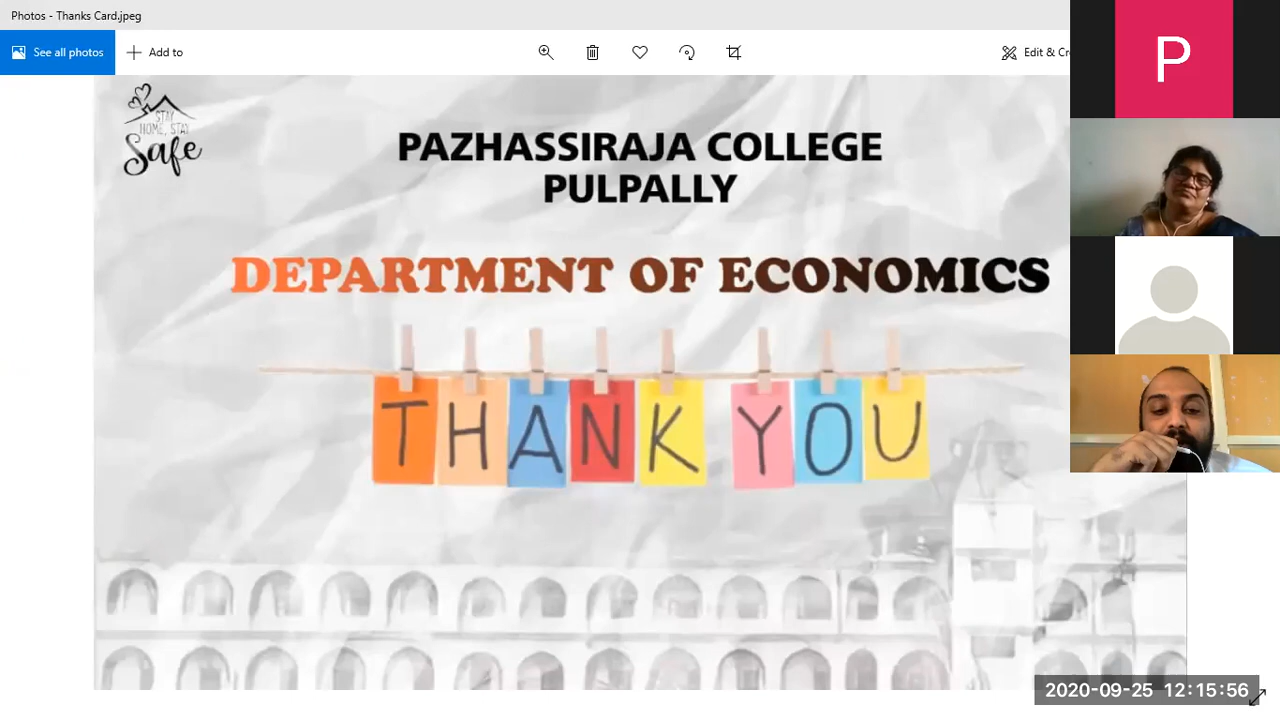 Photos - Thanks Card.jpeg
See all photos
Add to
Edit & Cr
P
STAY
HOME, STAY
Safe
PAZHASSIRAJA COLLEGE
PULPALLY
DEPARTMENT OF ECONOMICS
THANK YOU
2020-09-25 12:15:56